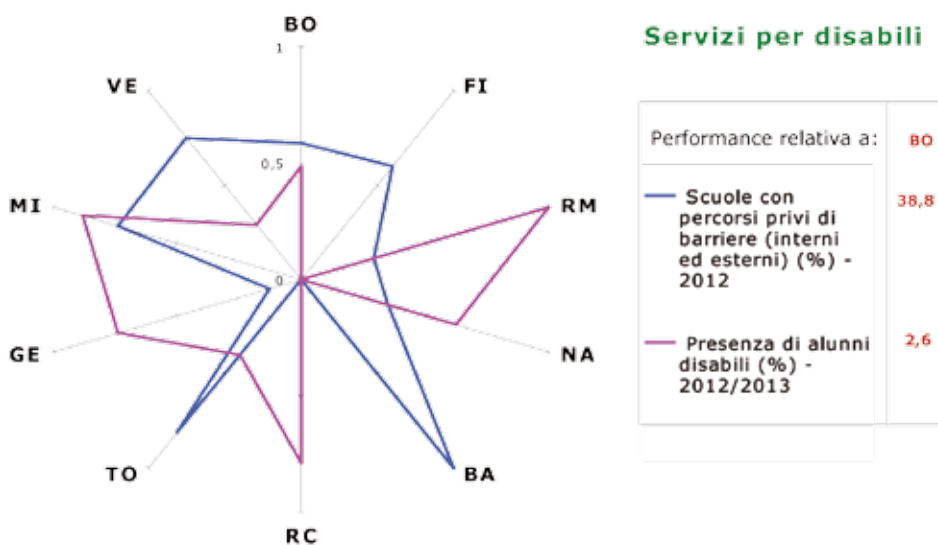 BO
1
VE
FI
0,5
MI
RM
0
GE
NA
TO
BA
RC
Servizi per disabili
Performance relativa a:
BO
Scuole con
percorsi privi di
barriere (interni
ed esterni) (%) -
2012
38,8
Presenza di alunni
disabili (%) -
2012/2013
2,6